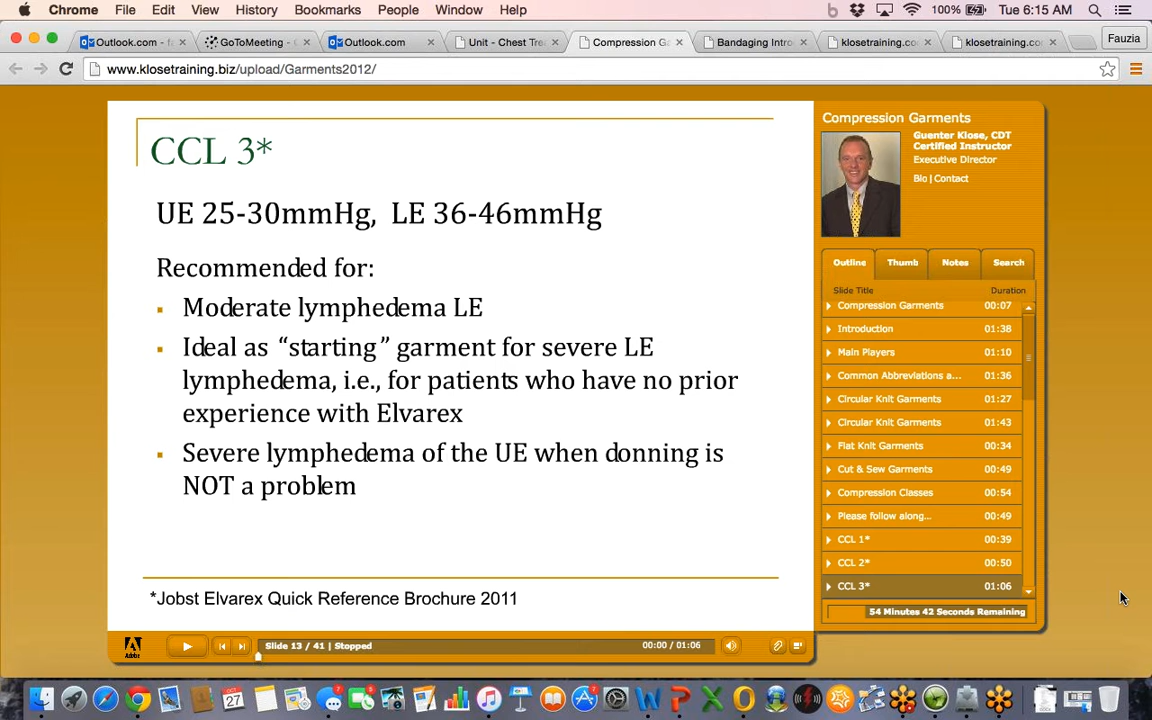 Chrome File Edit View History Bookmarks People Window Help 100% Tue 6:15 AM
Outlook.com - fa
GoToMeeting - C
Outlook.com
Unit - Chest Trea
Compression Ga
Bandaging Intro
klosetraining.co
klosetraining.co
Fauzia
www.klosetraining.biz/upload/Garments2012/
CCL 3*
UE 25-30mmHg, LE 36-46mmHg
Recommended for:
Moderate lymphedema LE
Ideal as “starting” garment for severe LE
lymphedema, i.e., for patients who have no prior
experience with Elvarex
Severe lymphedema of the UE when donning is
NOT a problem
*Jobst Elvarex Quick Reference Brochure 2011
Adobe
Slide 13 / 41 | Stopped 00:00 / 01:06
Compression Garments
Guenter Klose, CDT
Certified Instructor
Executive Director
Bio | Contact
Outline Thumb Notes Search
Slide Title Duration
Compression Garments 00:07
Introduction 01:38
Main Players 01:10
Common Abbreviations a... 01:36
Circular Knit Garments 01:27
Circular Knit Garments 01:43
Flat Knit Garments 00:34
Cut & Sew Garments 00:49
Compression Classes 00:54
Please follow along... 00:49
CCL 1* 00:39
CCL 2* 00:50
CCL 3* 01:06
54 Minutes 42 Seconds Remaining
OCT
27